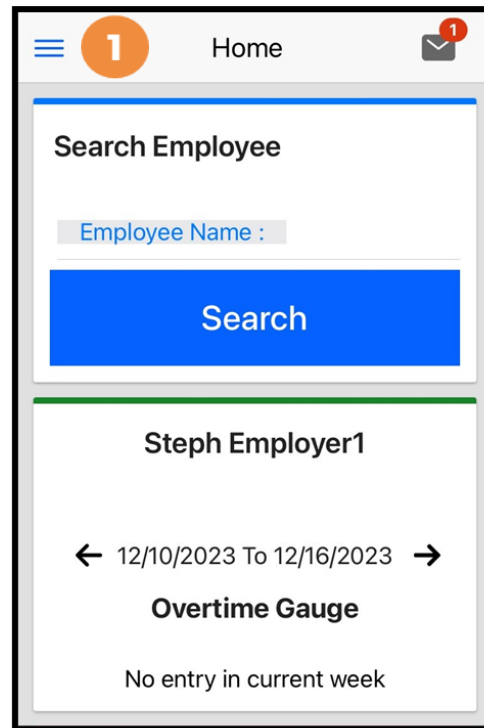 1 Home 1
Search Employee
Employee Name :
Search
Steph Employer1
12/10/2023 To 12/16/2023
Overtime Gauge
No entry in current week